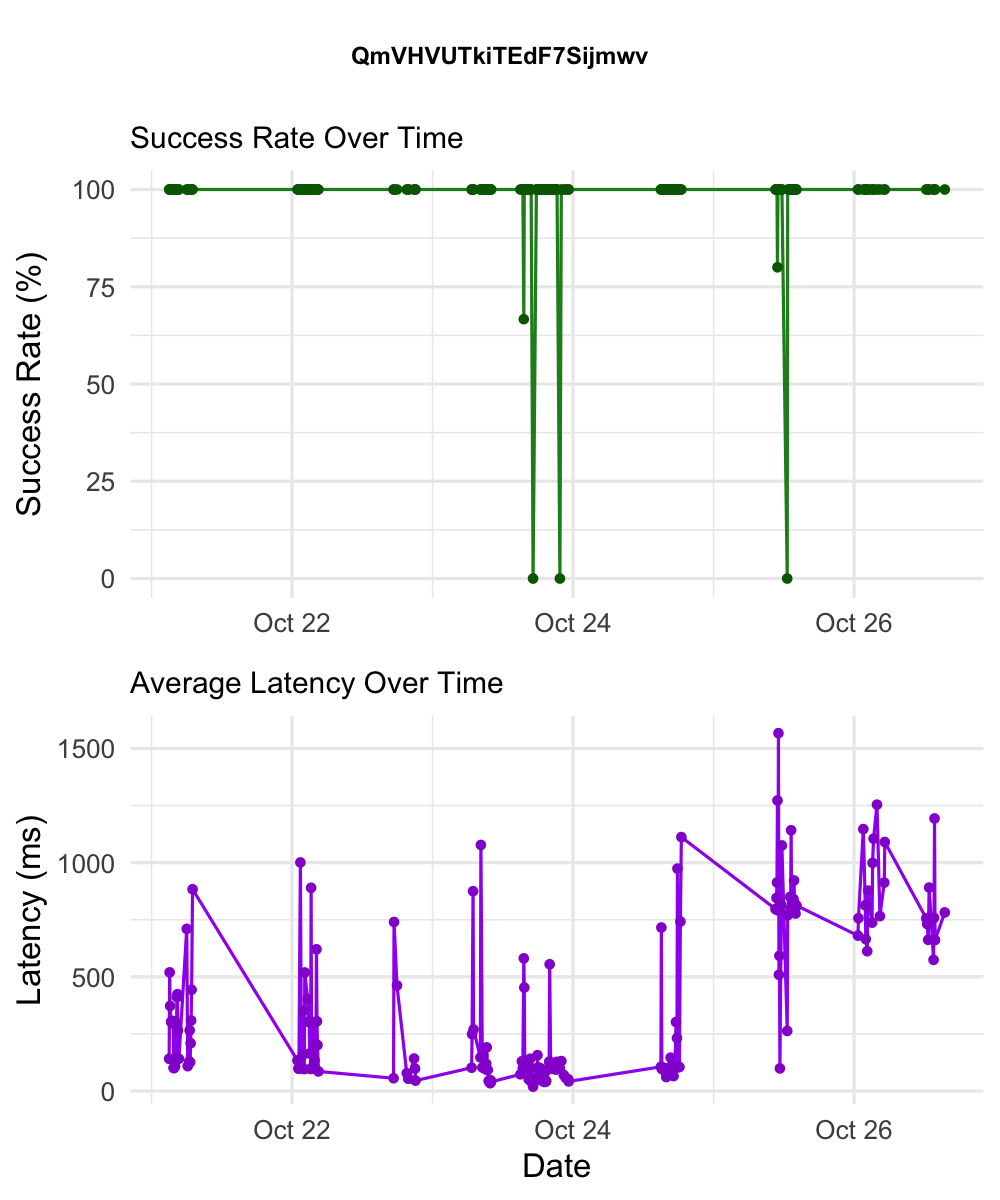 QmVHVUTkiTEdF7Sijmwv
Success Rate Over Time
Success Rate (%)
100
75
50
25
0
Oct 22
Oct 24
Oct 26
Average Latency Over Time
Latency (ms)
1500
1000
500
0
Oct 22
Oct 24
Oct 26
Date